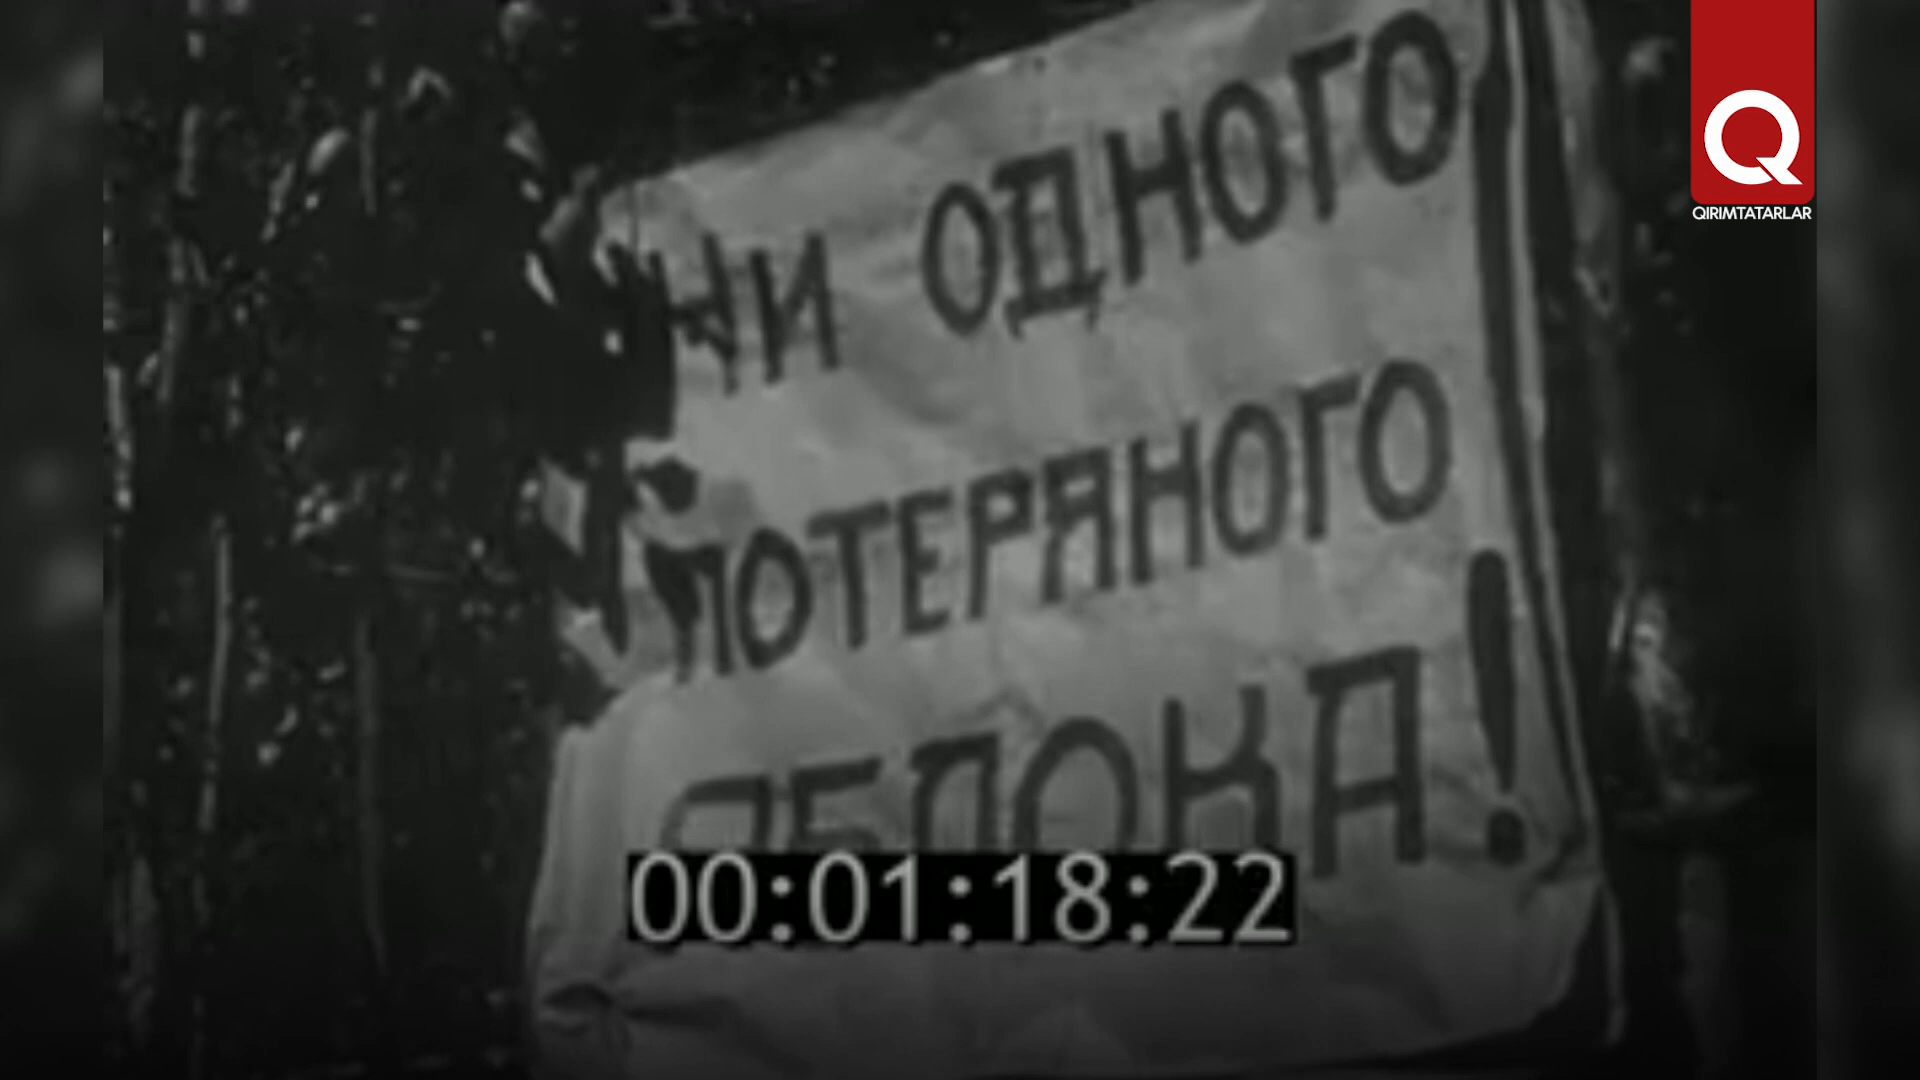 НИ ОДНОГО
ПОТЕРЯНОГО
ЯБЛОКА!
00:01:18:22
Q
QIRIMTATARLAR